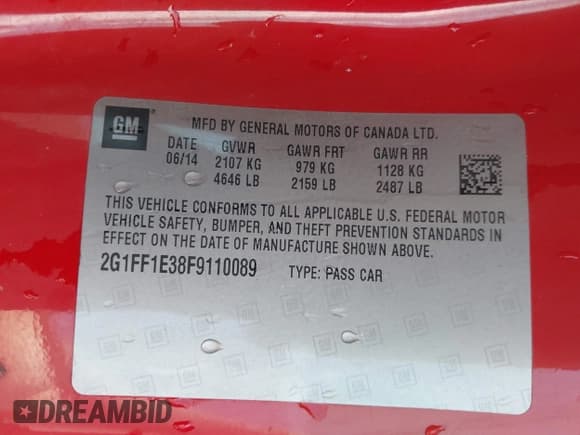 GM
MFD BY GENERAL MOTORS OF CANADA LTD.
DATE GVWR GAWR FRT GAWR RR
06/14 2107 KG 979 KG 1128 KG
4646 LB 2159 LB 2487 LB
THIS VEHICLE CONFORMS TO ALL APPLICABLE U.S. FEDERAL MOTOR
VEHICLE SAFETY, BUMPER, AND THEFT PREVENTION STANDARDS IN
EFFECT ON THE DATE OF MANUFACTURE SHOWN ABOVE.
2G1FF1E38F9110089 TYPE: PASS CAR
DREAMBID